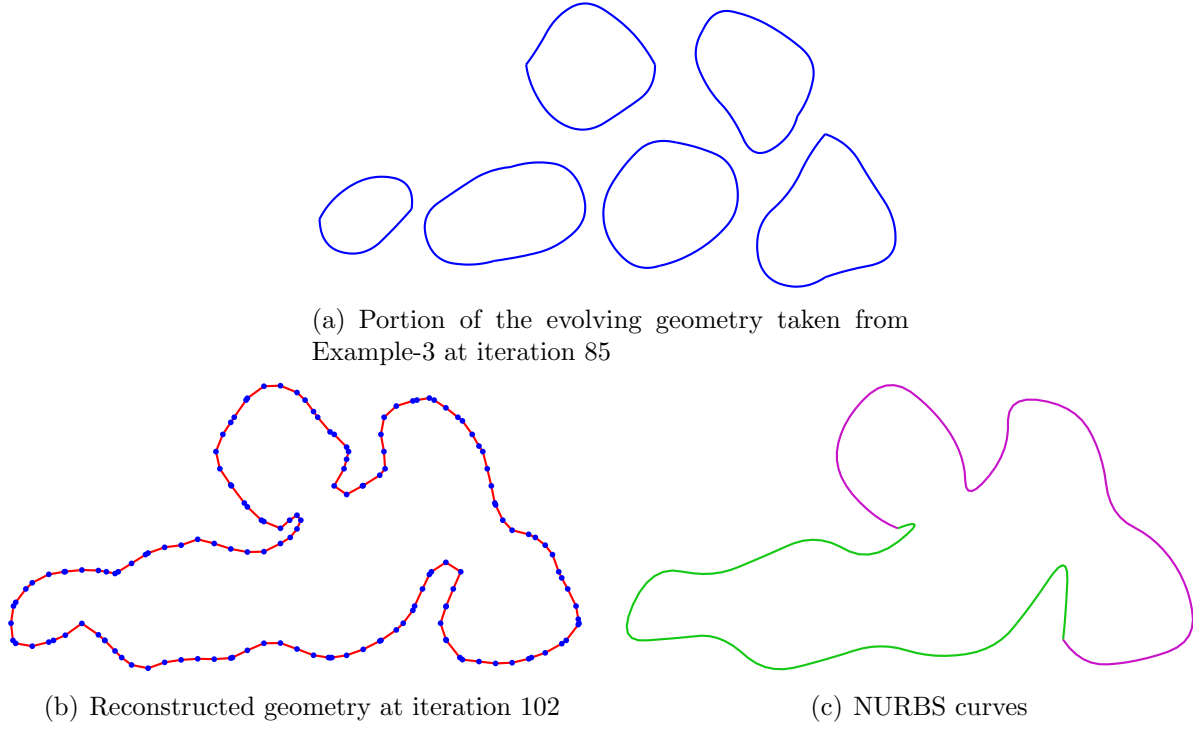 (a) Portion of the evolving geometry taken from
Example-3 at iteration 85
(b) Reconstructed geometry at iteration 102
(c) NURBS curves